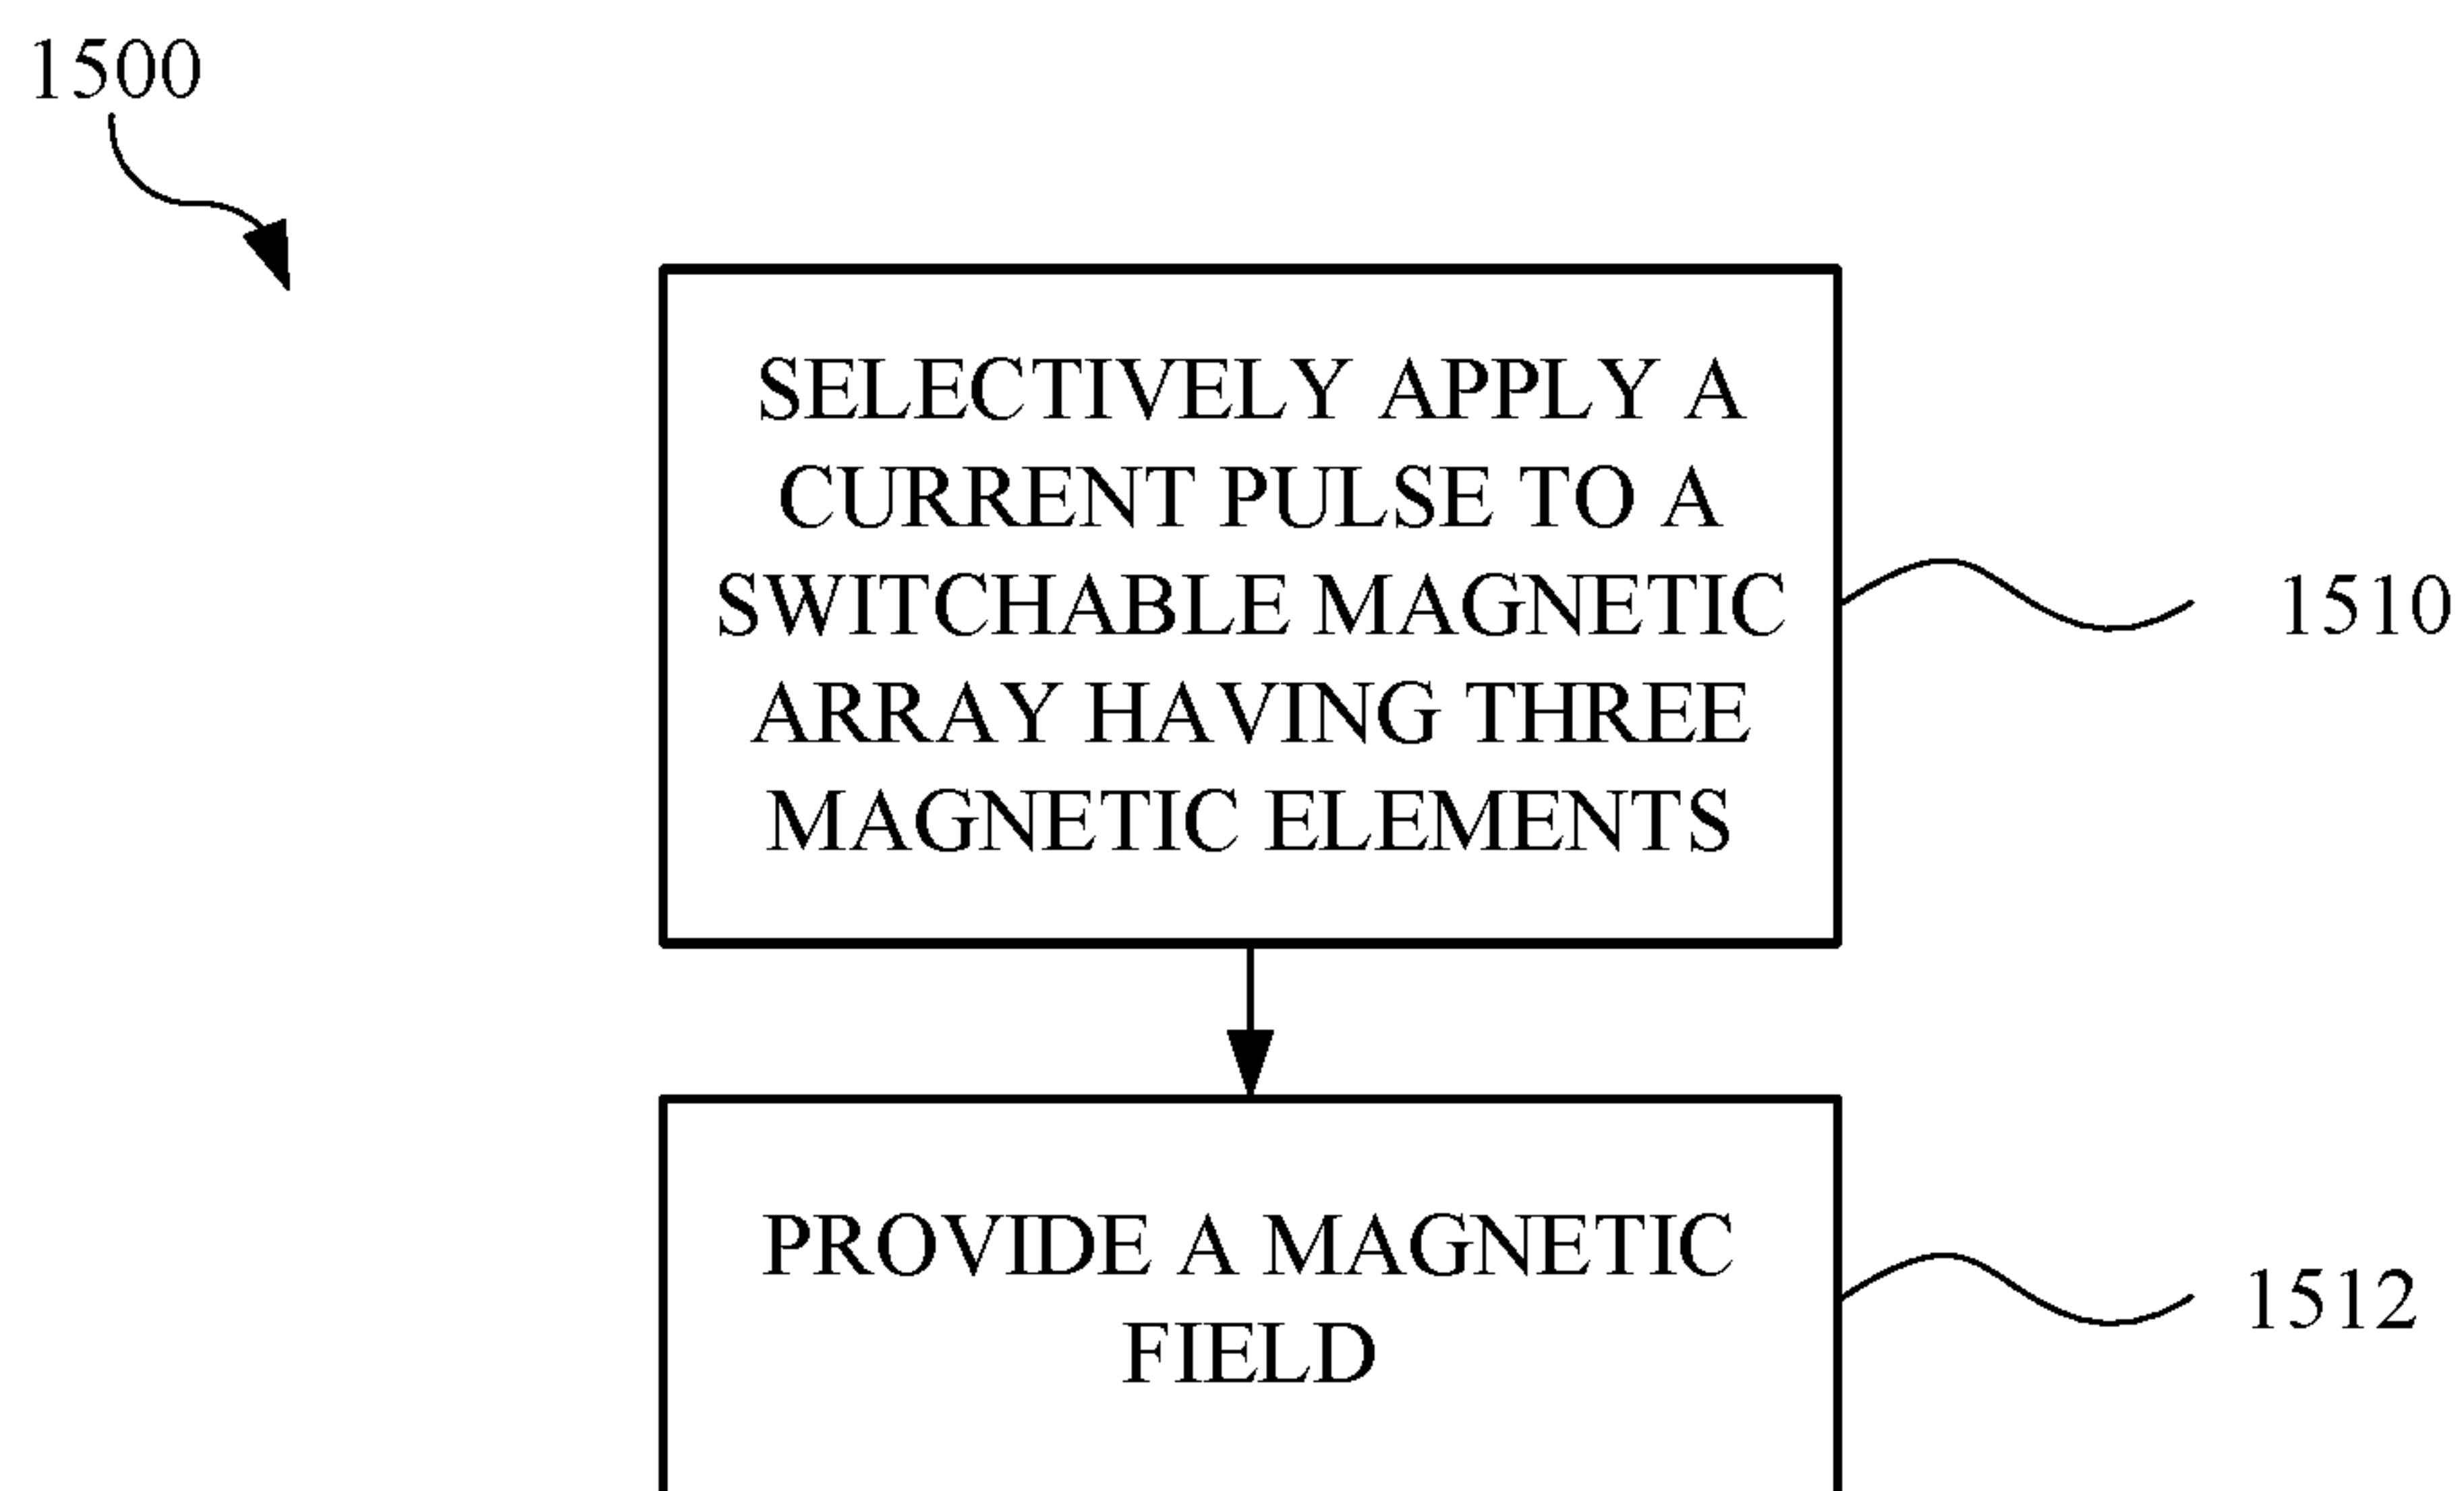 1500
SELECTIVELY APPLY A
CURRENT PULSE TO A
SWITCHABLE MAGNETIC
ARRAY HAVING THREE
MAGNETIC ELEMENTS
1510
PROVIDE A MAGNETIC
FIELD
1512